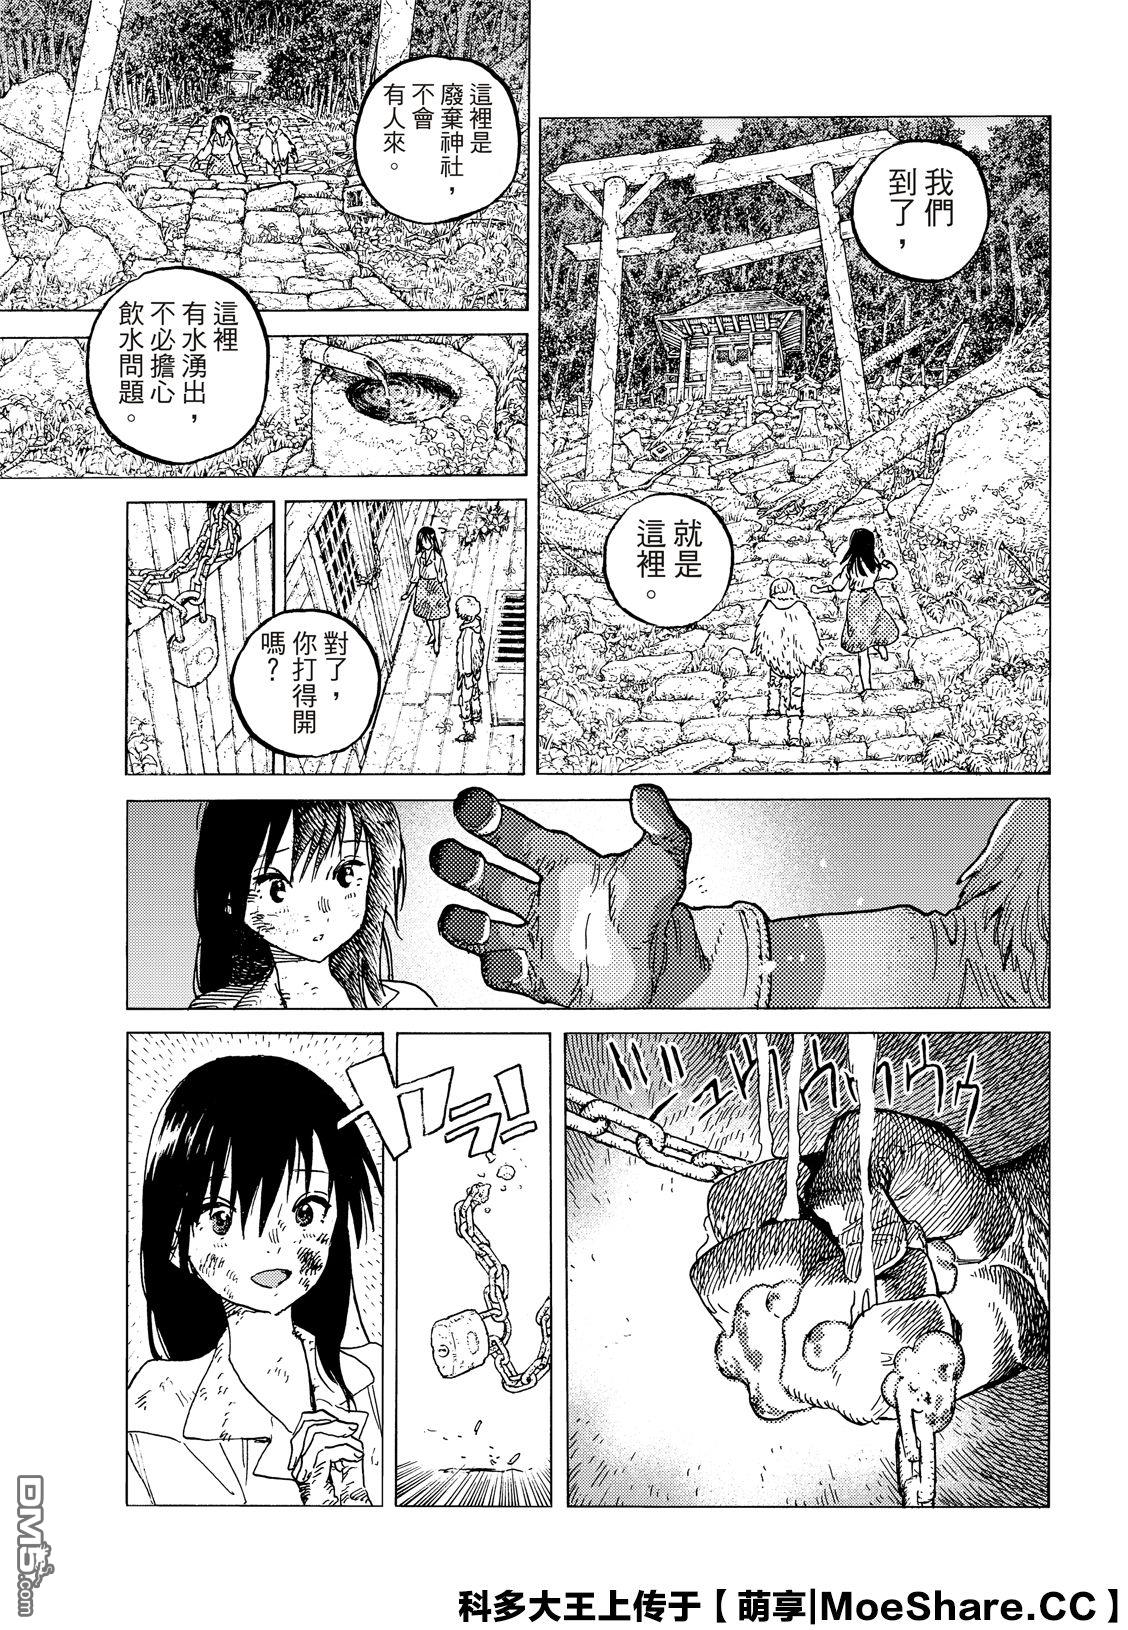 我們
到了，
就是
這裡。
這裡是
廢棄神社，
不會
有人來。
這裡
有水湧出，
不必擔心
飲水問題。
對了，
你打得開
嗎？
ジュウウウウウ
カラン！
DM5
.com
科多大王上传于【萌享|MoeShare.CC】